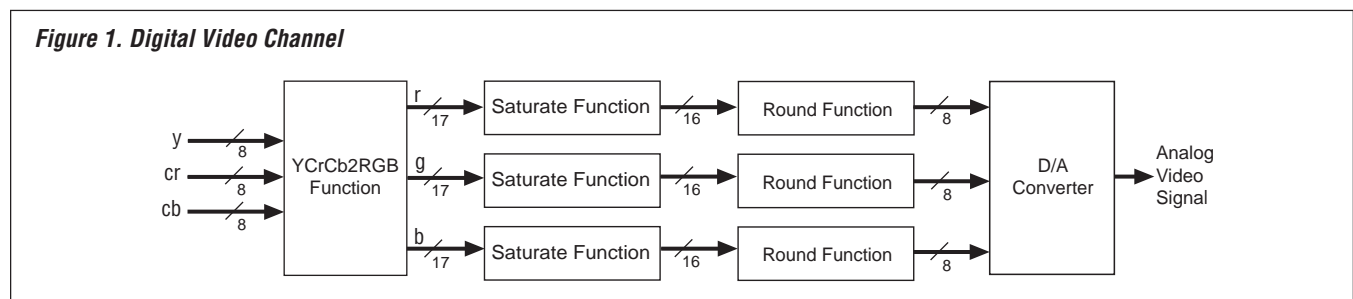 Figure 1. Digital Video Channel
r
Saturate Function
Round Function
17
16
8
y
8
YCrCb2RGB
Function
cr
8
cb
8
g
Saturate Function
Round Function
17
16
8
b
Saturate Function
Round Function
17
16
8
D/A
Converter
Analog
Video
Signal